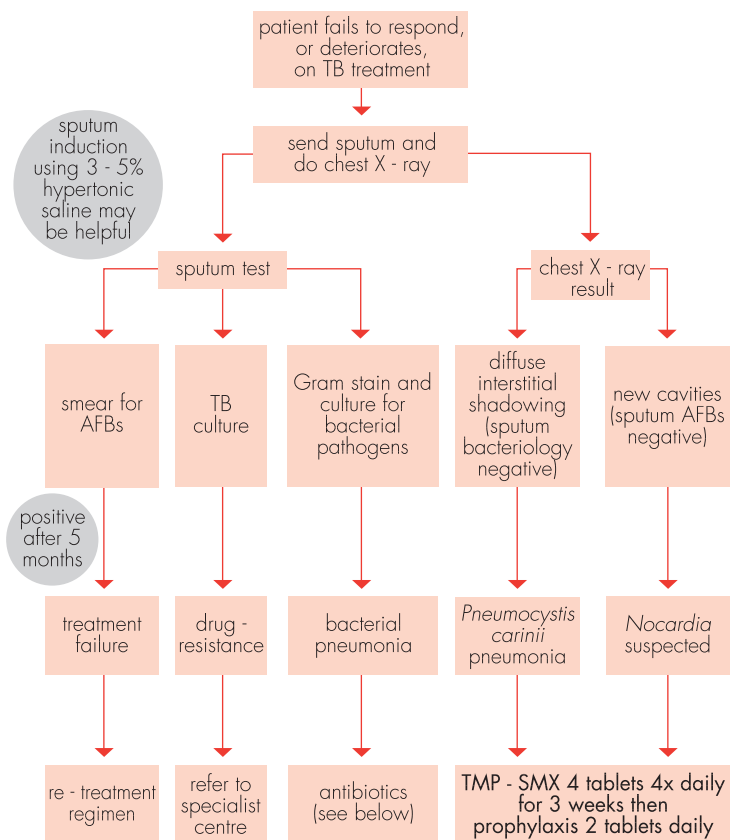 patient fails to respond,
or deteriorates,
on TB treatment
sputum
induction
using 3 - 5%
hypertonic
saline may
be helpful
send sputum and
do chest X - ray
sputum test
chest X - ray
result
smear for
AFBs
TB
culture
Gram stain and
culture for
bacterial
pathogens
diffuse
interstitial
shadowing
(sputum
bacteriology
negative)
new cavities
(sputum AFBs
negative)
positive
after 5
months
treatment
failure
drug -
resistance
bacterial
pneumonia
Pneumocystis
carinii
pneumonia
Nocardia
suspected
re - treatment
regimen
refer to
specialist
centre
antibiotics
(see below)
TMP - SMX 4 tablets 4x daily
for 3 weeks then
prophylaxis 2 tablets daily